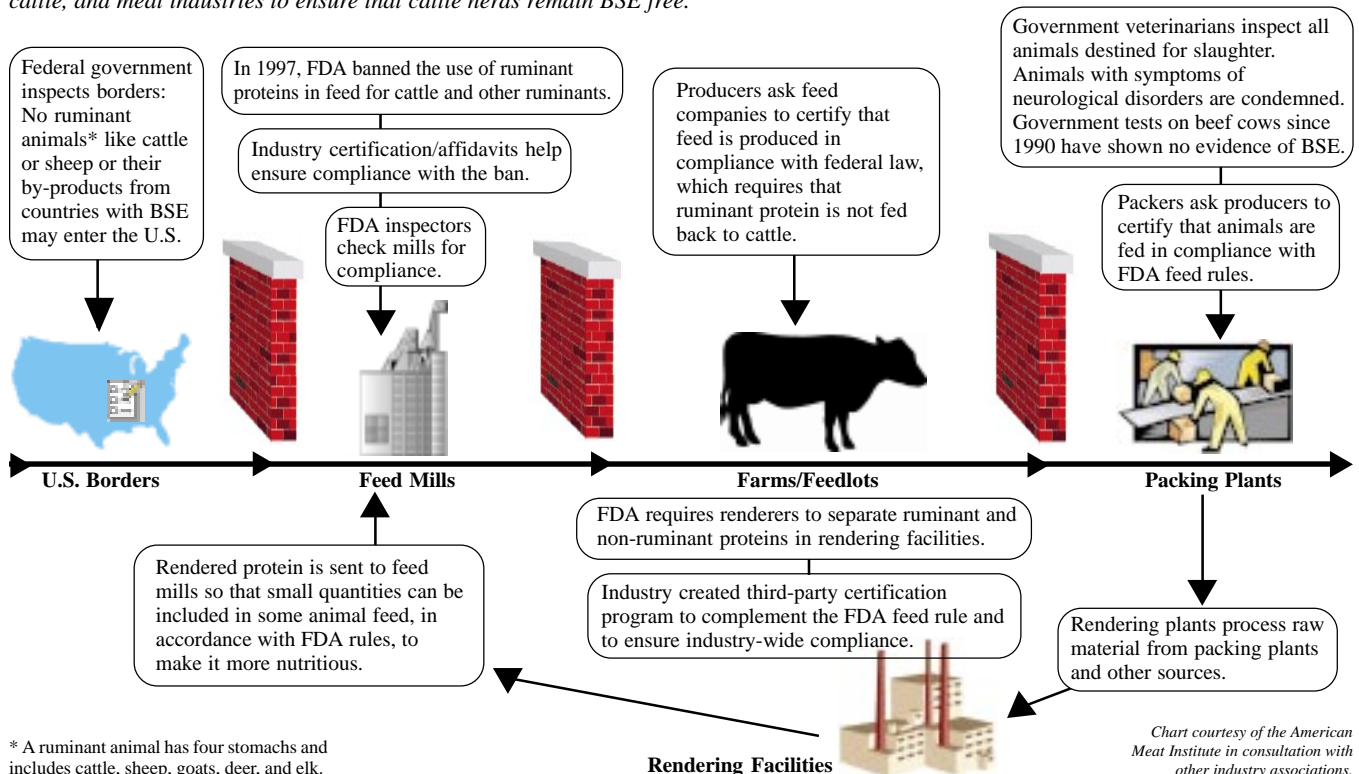 cattle, and meat industries to ensure that cattle herds remain BSE free.
Federal government
inspects borders:
No ruminant
animals* like cattle
or sheep or their
by-products from
countries with BSE
may enter the U.S.
In 1997, FDA banned the use of ruminant
proteins in feed for cattle and other ruminants.
Industry certification/affidavits help
ensure compliance with the ban.
FDA inspectors
check mills for
compliance.
Producers ask feed
companies to certify that
feed is produced in
compliance with federal law,
which requires that
ruminant protein is not fed
back to cattle.
Government veterinarians inspect all
animals destined for slaughter.
Animals with symptoms of
neurological disorders are condemned.
Government tests on beef cows since
1990 have shown no evidence of BSE.
Packers ask producers to
certify that animals are
fed in compliance with
FDA feed rules.
U.S. Borders
Feed Mills
Farms/Feedlots
Packing Plants
Rendered protein is sent to feed
mills so that small quantities can be
included in some animal feed, in
accordance with FDA rules, to
make it more nutritious.
FDA requires renderers to separate ruminant and
non-ruminant proteins in rendering facilities.
Industry created third-party certification
program to complement the FDA feed rule and
to ensure industry-wide compliance.
Rendering plants process raw
material from packing plants
and other sources.
Rendering Facilities
* A ruminant animal has four stomachs and
includes cattle, sheep, goats, deer, and elk.
Chart courtesy of the American
Meat Institute in consultation with
other industry associations.